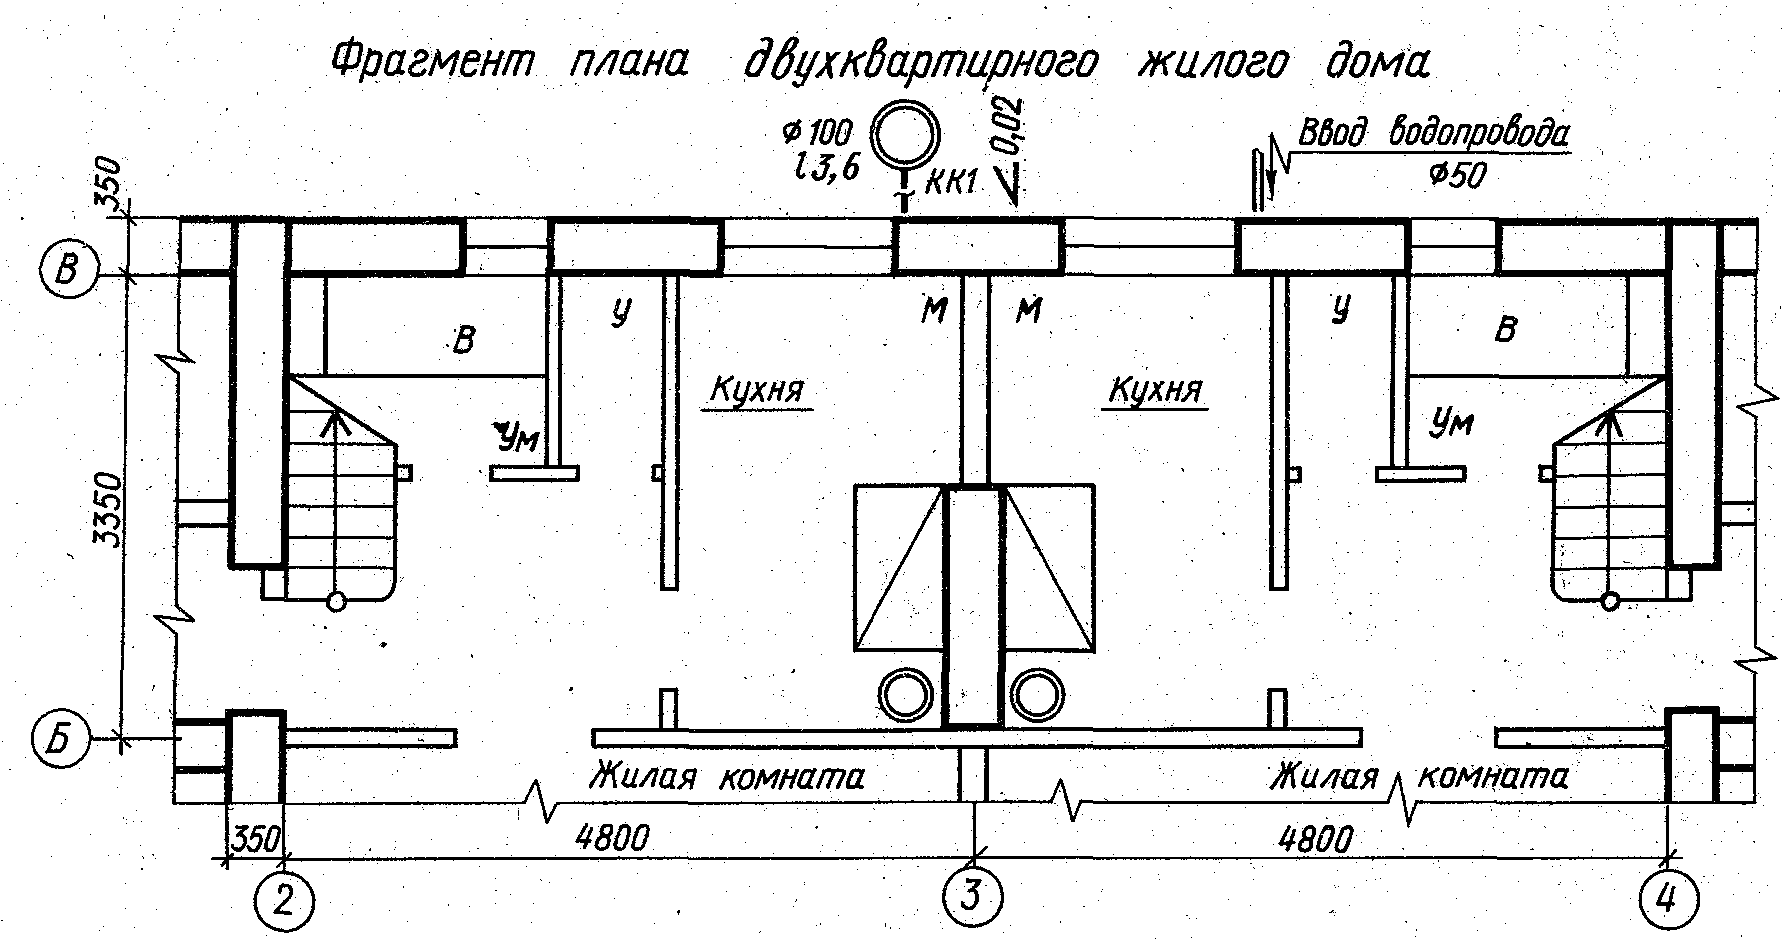 Фрагмент плана двухквартирного жилого дома
ф100
l3,6
КК1
0,02
Ввод водопровода
ф50
350
В
В
У
М
М
У
В
Кухня
Кухня
Ум
Ум
3350
Б
Жилая комната
Жилая комната
350
4800
4800
2
3
4